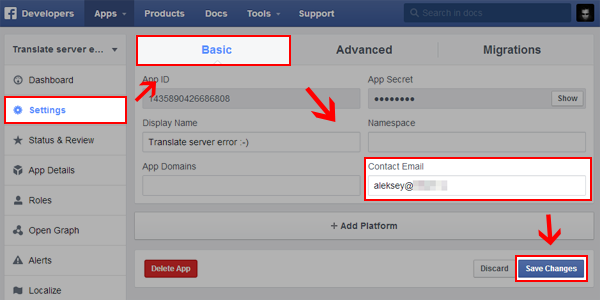 f Developers Apps Products Docs Tools Support Search in docs
Translate server e...
Basic Advanced Migrations
Dashboard
Settings
Status & Review
App Details
Roles
Open Graph
Alerts
Localize
App ID App Secret
1435890426686808 •••••••• Show
Display Name Namespace
Translate server error :-)
App Domains Contact Email
aleksey@
+ Add Platform
Delete App Discard Save Changes